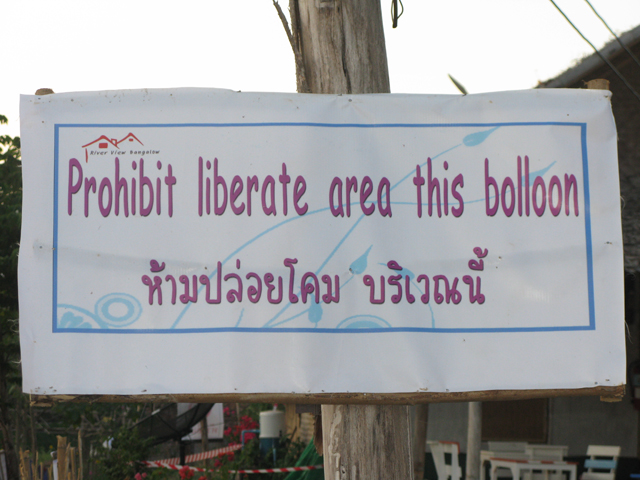 River View Bangalow
Prohibit liberate area this bolloon
ห้ามปล่อยโคม บริเวณนี้